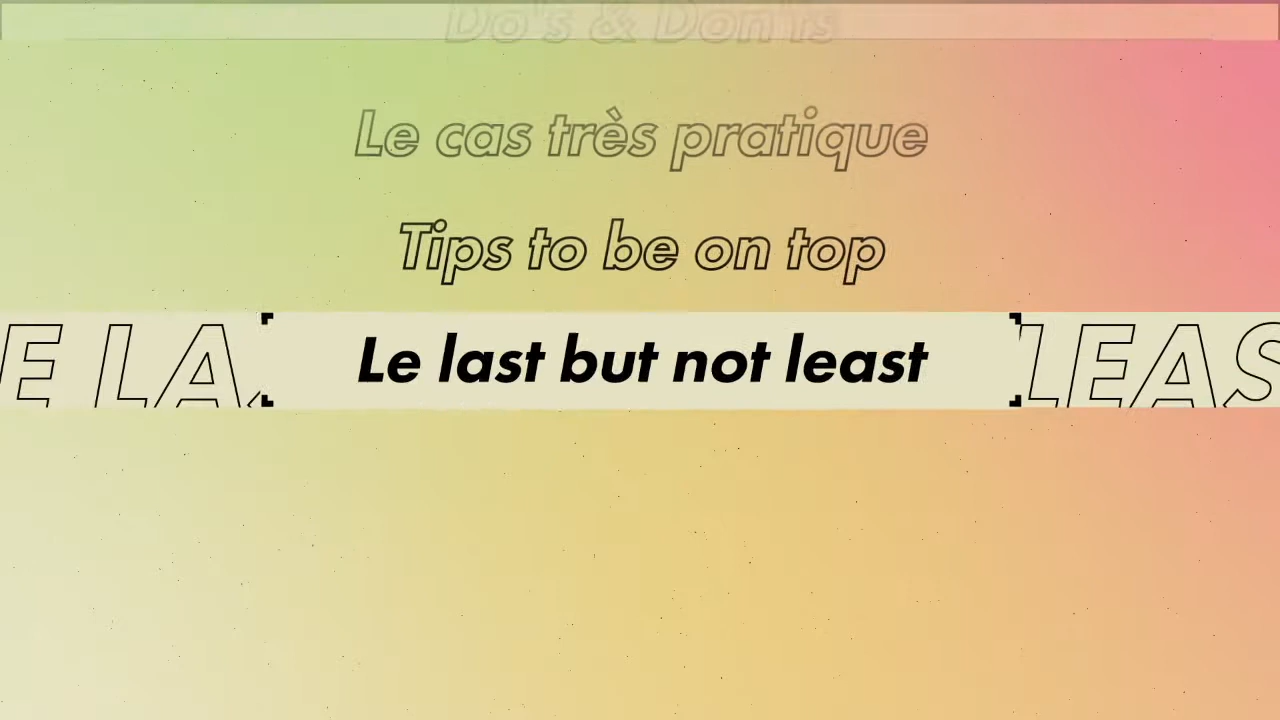 Do's & Don'ts
Le cas très pratique
Tips to be on top
E LA
Le last but not least
LEAS